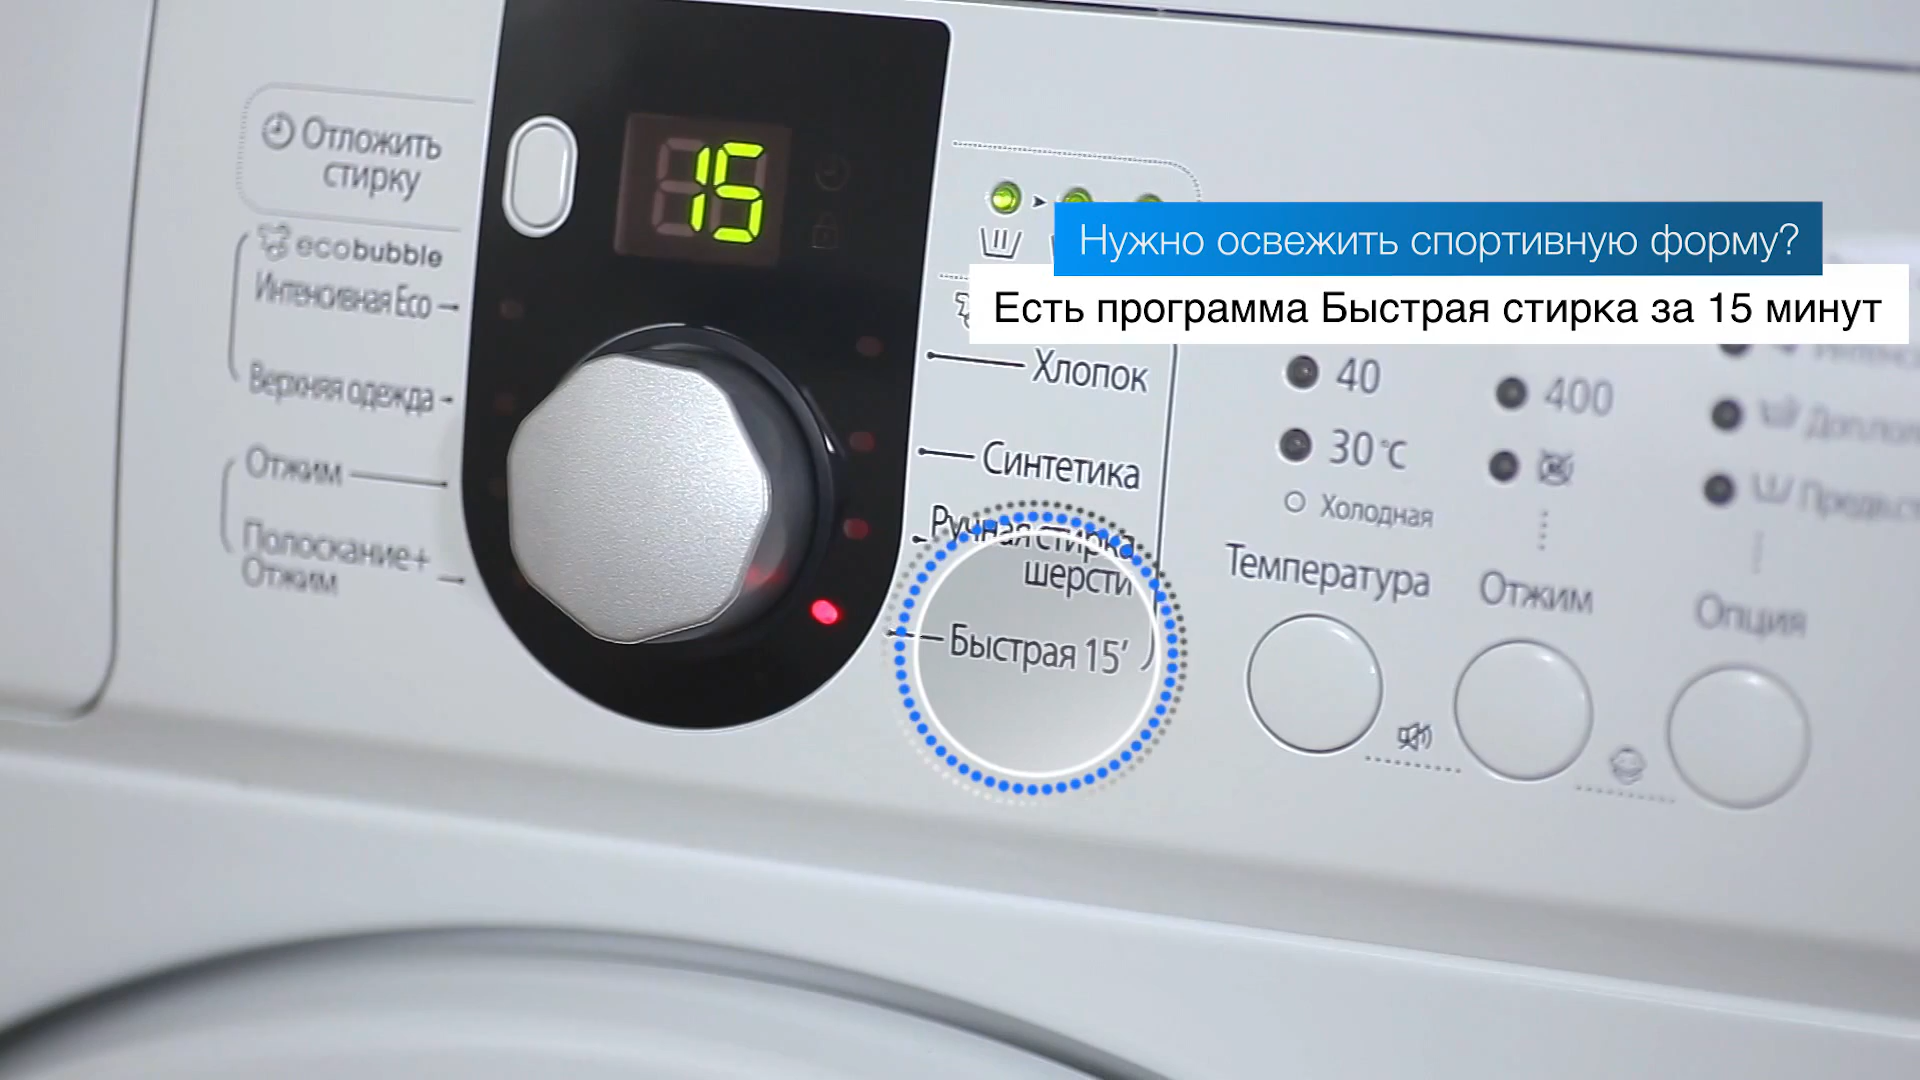 Отложить
стирку
ecobubble
Интенсивная Eco
Верхняя одежда
Отжим
Полоскание+
Отжим
15
Нужно освежить спортивную форму?
Есть программа Быстрая стирка за 15 минут
Хлопок
Синтетика
Ручная стирка
шерсти
Быстрая 15'
40
30°C
Холодная
Температура
400
Отжим
Опция